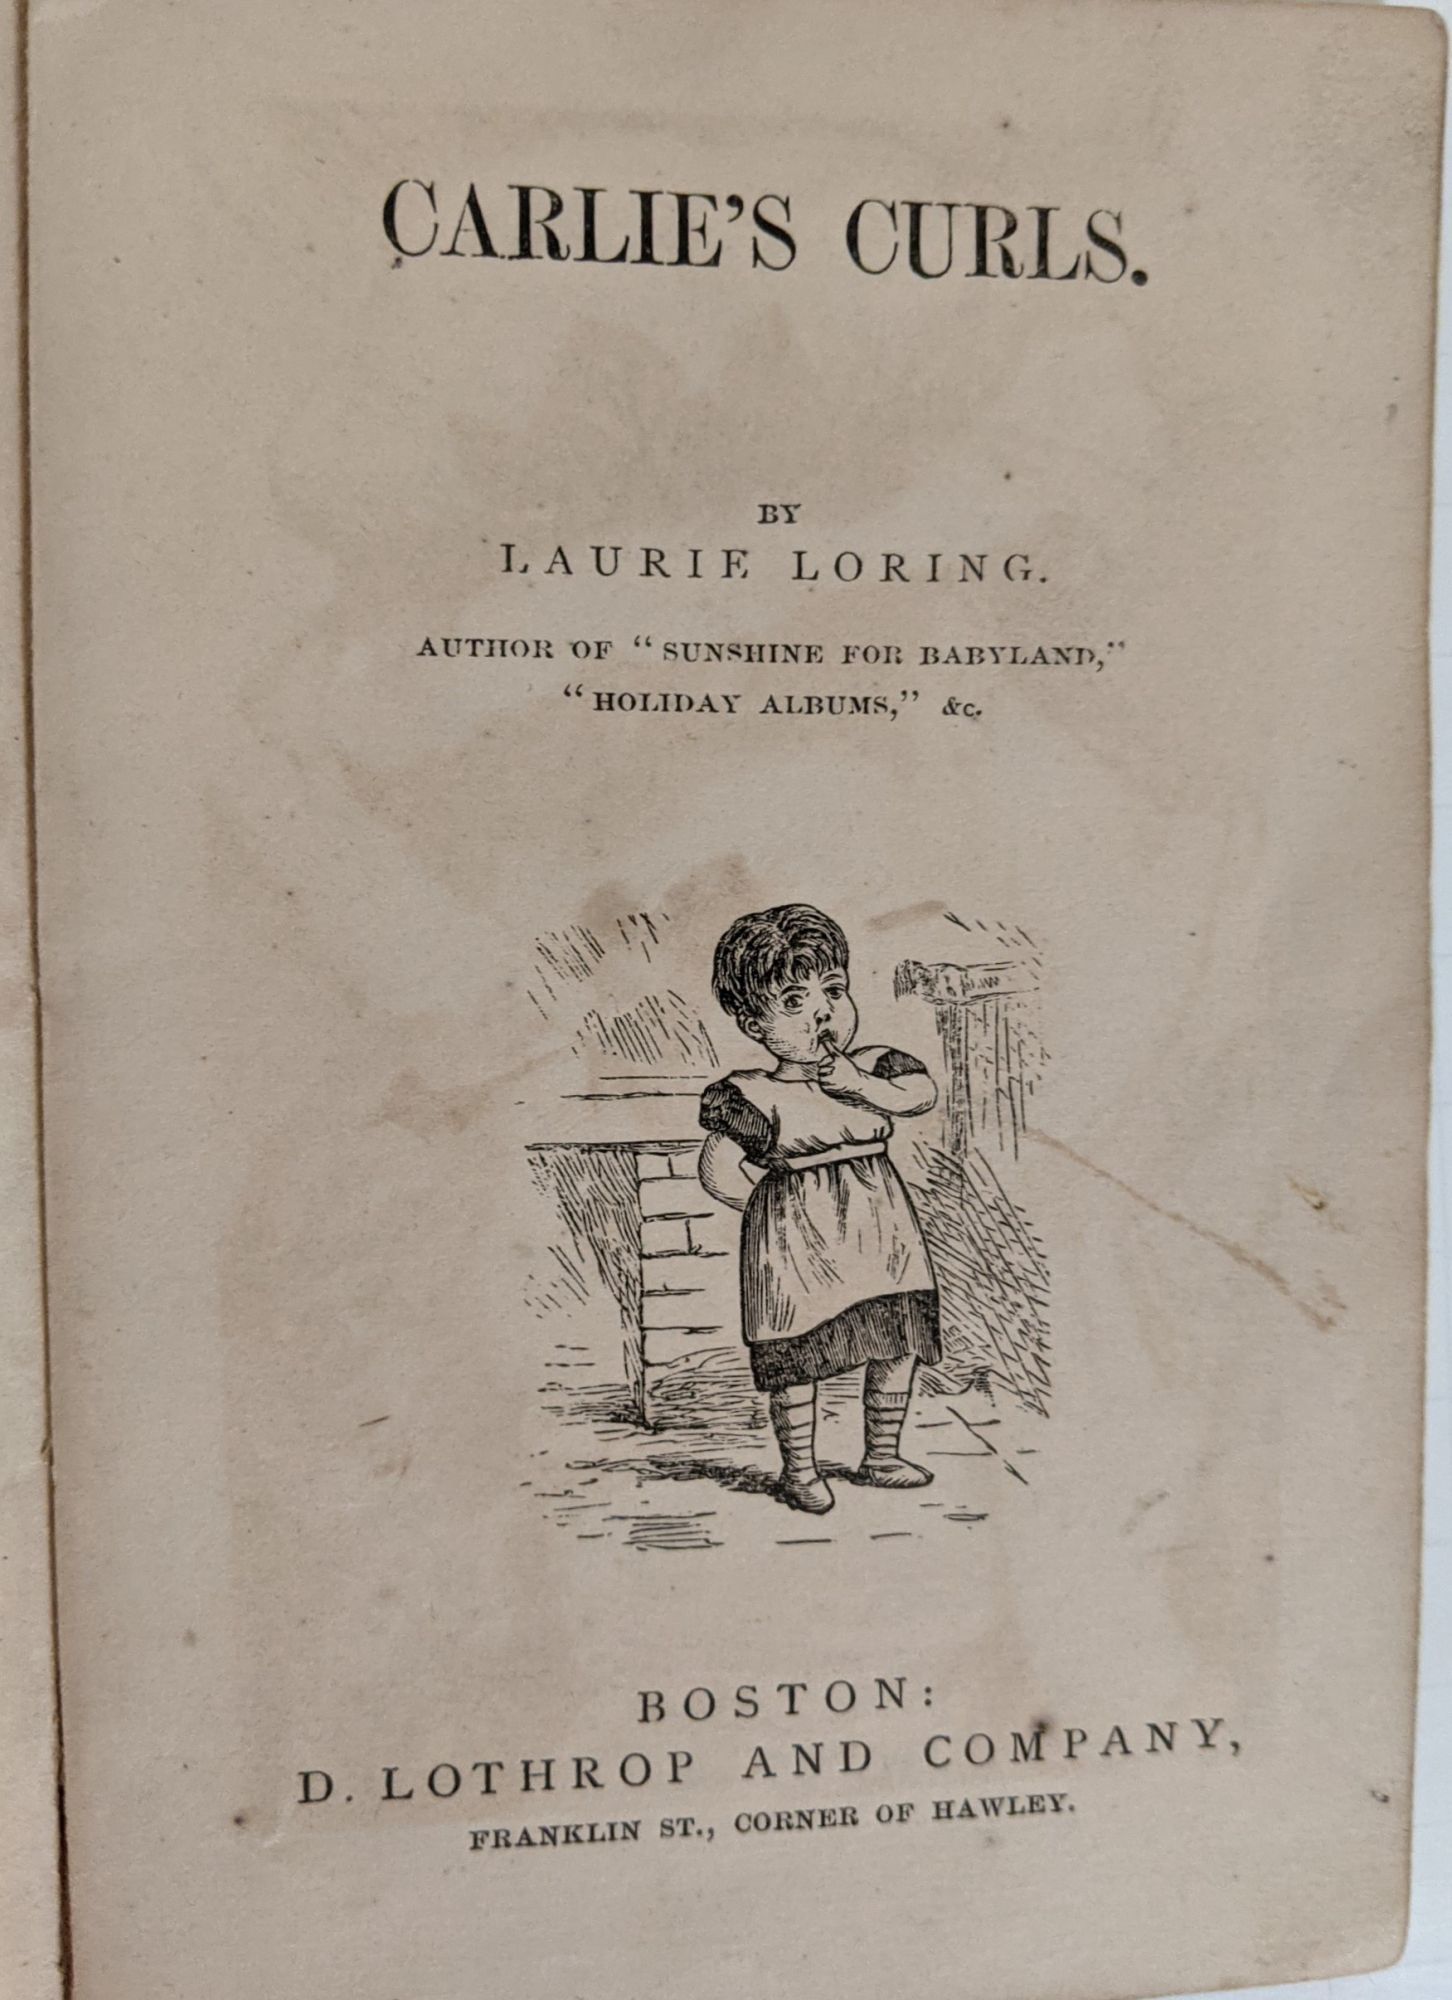 CARLIE'S CURLS.
BY
LAURIE LORING.
AUTHOR OF "SUNSHINE FOR BABYLAND,"
"HOLIDAY ALBUMS," &c.
BOSTON:
D. LOTHROP AND COMPANY,
FRANKLIN ST., CORNER OF HAWLEY.